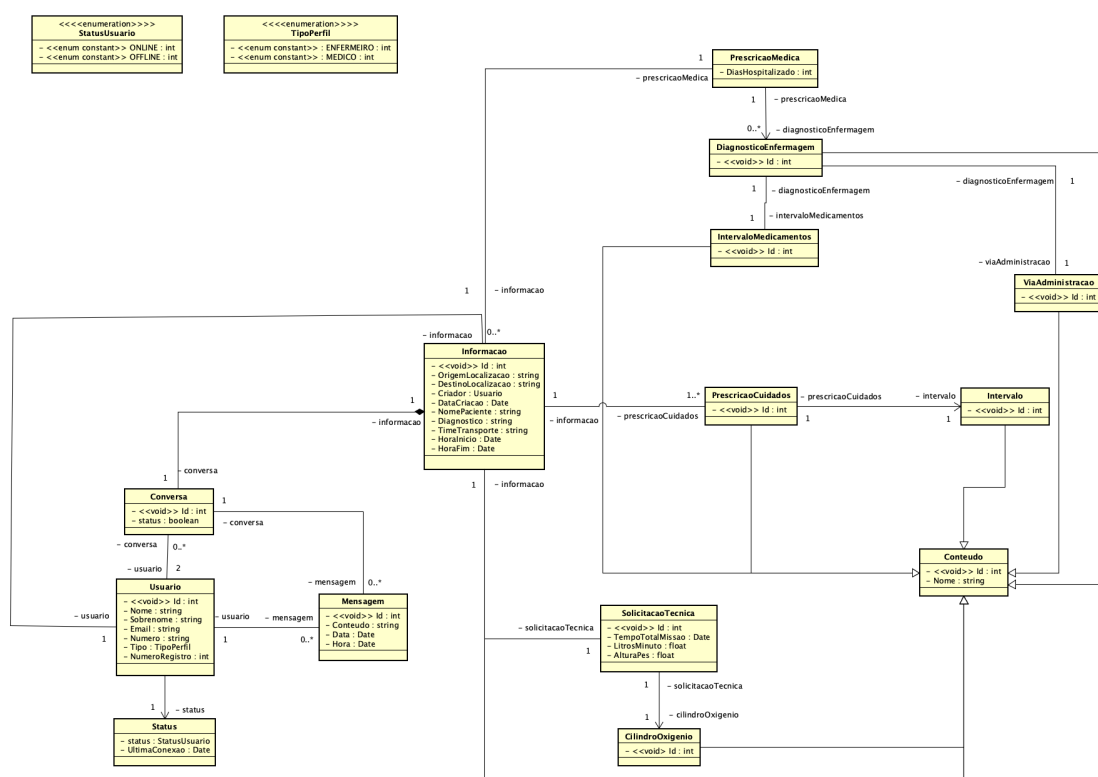 <<<<enumeration>>>>
StatusUsuario
- <<enum constant>> ONLINE : int
- <<enum constant>> OFFLINE : int
<<<<enumeration>>>>
TipoPerfil
- <<enum constant>> : ENFERMEIRO : int
- <<enum constant>> : MEDICO : int
1
- prescricaoMedica
PrescricaoMedica
- DiasHospitalizado : int
1
- prescricaoMedica
0..*
- diagnosticoEnfermagem
DiagnosticoEnfermagem
- <<void>> Id : int
1
- diagnosticoEnfermagem
1
- intervaloMedicamentos
IntervaloMedicamentos
- <<void>> Id : int
- diagnosticoEnfermagem
1
- viaAdministracao
1
ViaAdministracao
- <<void>> Id : int
1
- informacao
- informacao
0..*
Informacao
- <<void>> Id : int
- OrigemLocalizacao : string
- DestinoLocalizacao : string
- Criador : Usuario
- DataCriacao : Date
- NomePaciente : string
- Diagnostico : string
- TimeTransporte : string
- HoraInicio : Date
- HoraFim : Date
1
- informacao
1
- informacao
1..*
- prescricaoCuidados
PrescricaoCuidados
- <<void>> Id : int
- prescricaoCuidados
1
- intervalo
1
Intervalo
- <<void>> Id : int
1
- informacao
- conversa
1
Conversa
- <<void>> Id : int
- status : boolean
1
- conversa
- conversa
0..*
- usuario
2
Usuario
- <<void>> Id : int
- Nome : string
- Sobrenome : string
- Email : string
- Numero : string
- Tipo : TipoPerfil
- NumeroRegistro : int
- usuario
1
- usuario
1
- mensagem
0..*
- mensagem
0..*
Mensagem
- <<void>> Id : int
- Conteudo : string
- Data : Date
- Hora : Date
1
- status
Status
- status : StatusUsuario
- UltimaConexao : Date
Conteudo
- <<void>> Id : int
- Nome : string
- solicitacaoTecnica
1
SolicitacaoTecnica
- <<void>> Id : int
- TempoTotalMissao : Date
- LitrosMinuto : float
- AlturaPes : float
1
- solicitacaoTecnica
1
- cilindroOxigenio
CilindroOxigenio
- <<void> Id : int